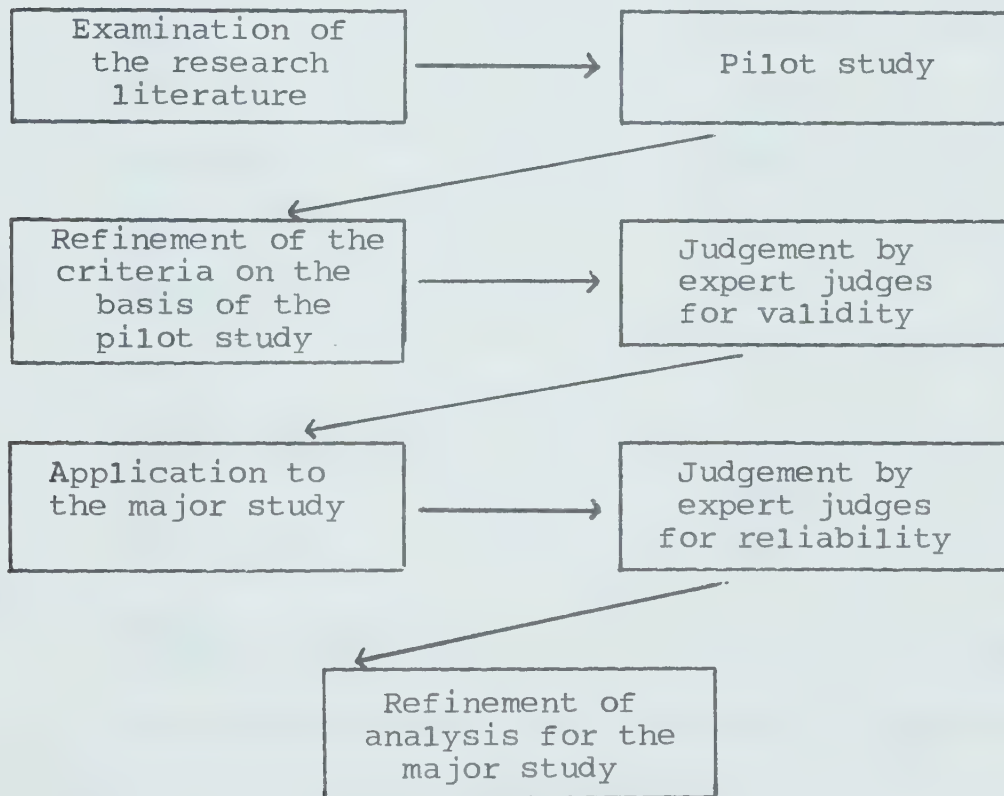 Examination of
the research
literature
Pilot study
Refinement of the
criteria on the
basis of the
pilot study
Judgement by
expert judges
for validity
Application to
the major study
Judgement by
expert judges
for reliability
Refinement of
analysis for the
major study